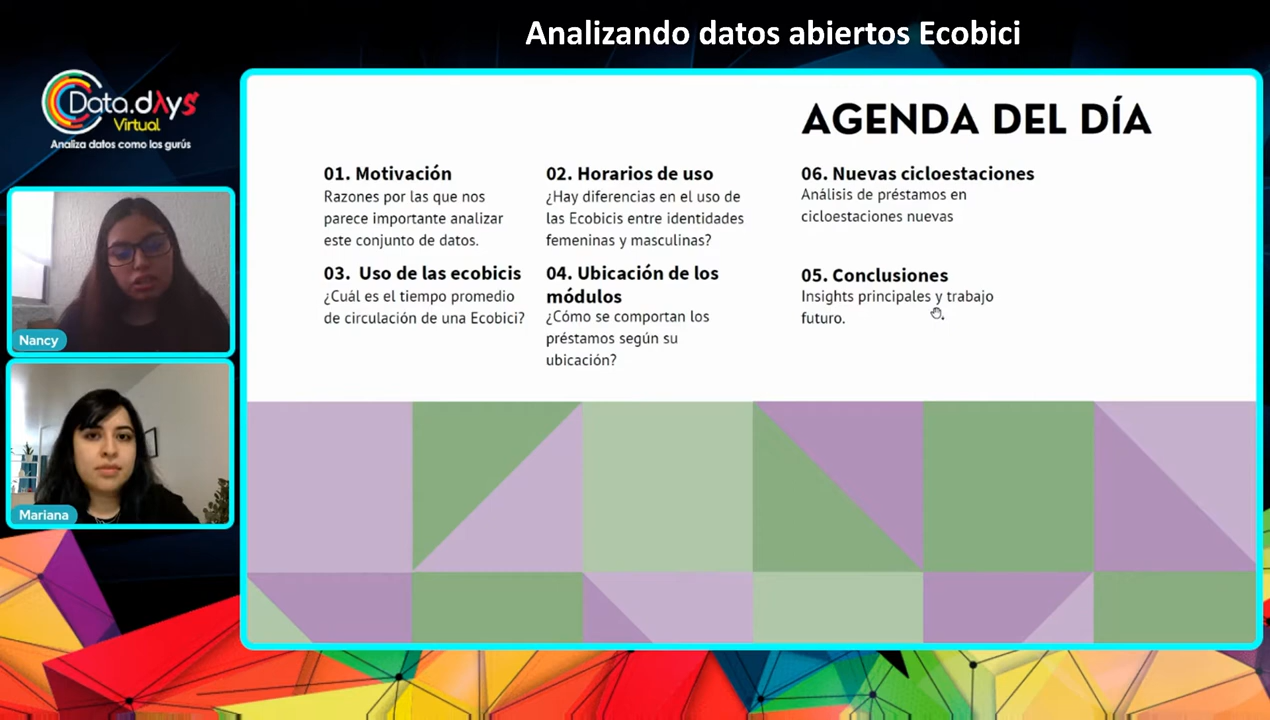 Analizando datos abiertos Ecobici
Data.dAys
Virtual
Analiza datos como los gurús
Nancy
Mariana
AGENDA DEL DÍA
01. Motivación
Razones por las que nos
parece importante analizar
este conjunto de datos.
02. Horarios de uso
¿Hay diferencias en el uso de
las Ecobicis entre identidades
femeninas y masculinas?
06. Nuevas cicloestaciones
Análisis de préstamos en
cicloestaciones nuevas
03. Uso de las ecobicis
¿Cuál es el tiempo promedio
de circulación de una Ecobici?
04. Ubicación de los
módulos
¿Cómo se comportan los
préstamos según su
ubicación?
05. Conclusiones
Insights principales y trabajo
futuro.